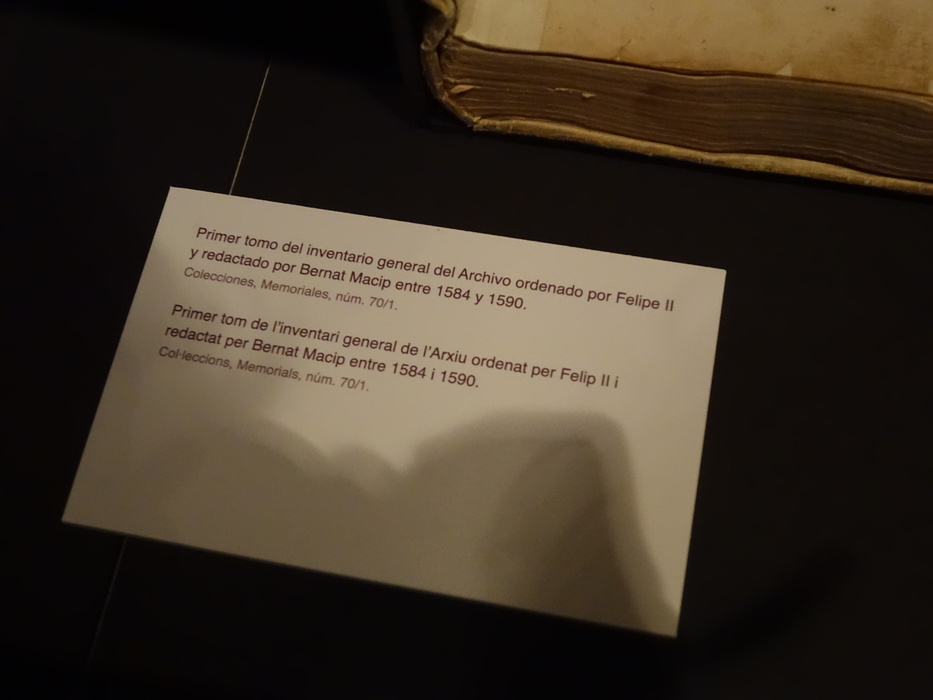 Primer tomo del inventario general del Archivo ordenado por Felipe II
y redactado por Bernat Macip entre 1584 y 1590.
Colecciones, Memoriales, núm. 70/1.
Primer tom de l'inventari general de l'Arxiu ordenat per Felip II i
redactat per Bernat Macip entre 1584 i 1590.
Col·leccions, Memorials, núm. 70/1.